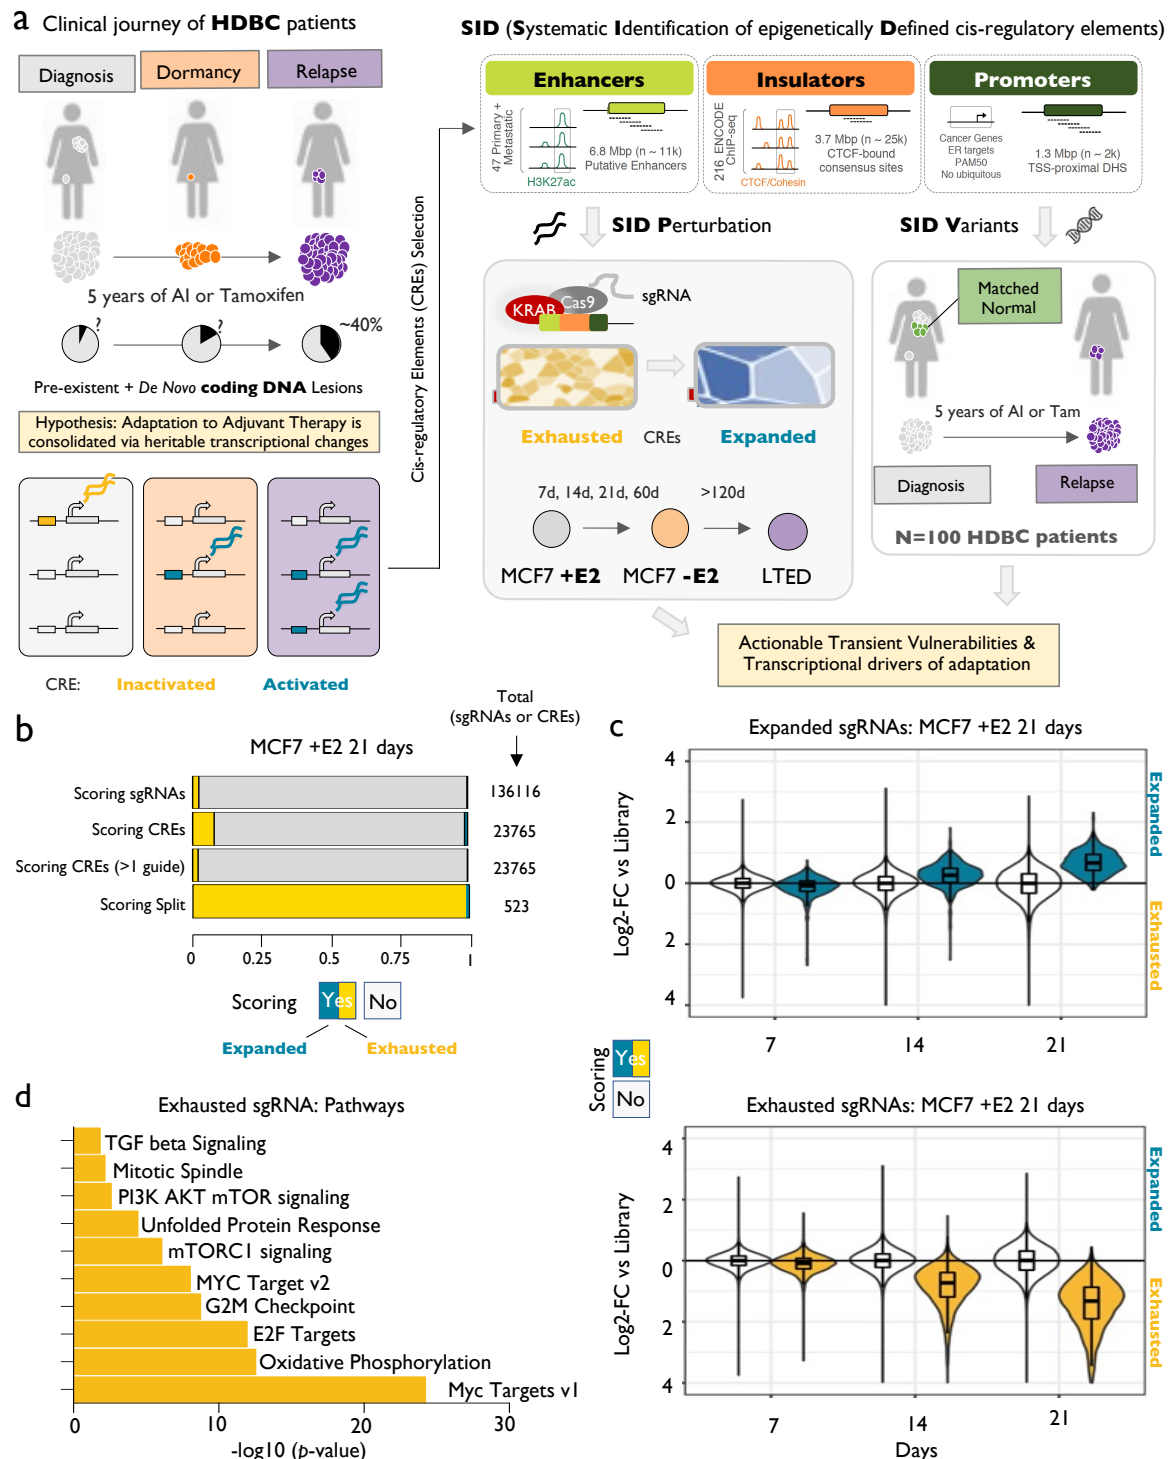 a Clinical journey of HDBC patients
Diagnosis
Dormancy
Relapse
5 years of AI or Tamoxifen
?
?
~40%
Pre-existent + De Novo coding DNA Lesions
Hypothesis: Adaptation to Adjuvant Therapy is
consolidated via heritable transcriptional changes
CRE: Inactivated Activated
Cis-regulatory Elements (CREs) Selection
SID (Systematic Identification of epigenetically Defined cis-regulatory elements)
Enhancers
47 Primary +
Metastatic
H3K27ac
6.8 Mbp (n ~ 11k)
Putative Enhancers
Insulators
216 ENCODE
ChIP-seq
CTCF/Cohesin
3.7 Mbp (n ~ 25k)
CTCF-bound
consensus sites
Promoters
Cancer Genes
ER targets
PAM50
No ubiquitous
1.3 Mbp (n ~ 2k)
TSS-proximal DHS
SID Perturbation
KRAB
Cas9
sgRNA
Exhausted CREs Expanded
7d, 14d, 21d, 60d
>120d
MCF7 +E2
MCF7 -E2
LTED
SID Variants
Matched
Normal
5 years of AI or Tam
Diagnosis
Relapse
N=100 HDBC patients
Actionable Transient Vulnerabilities &
Transcriptional drivers of adaptation
b
MCF7 +E2 21 days
Total
(sgRNAs or CREs)
Scoring sgRNAs 136116
Scoring CREs 23765
Scoring CREs (>1 guide) 23765
Scoring Split 523
0 0.25 0.5 0.75 1
Scoring Yes No
Expanded Exhausted
c
Expanded sgRNAs: MCF7 +E2 21 days
Log2-FC vs Library
4
2
0
2
4
7 14 21
Expanded
Exhausted
Scoring
Yes
No
Exhausted sgRNAs: MCF7 +E2 21 days
Log2-FC vs Library
4
2
0
2
4
7 14 21
Days
Expanded
Exhausted
d
Exhausted sgRNA: Pathways
TGF beta Signaling
Mitotic Spindle
PI3K AKT mTOR signaling
Unfolded Protein Response
mTORC1 signaling
MYC Target v2
G2M Checkpoint
E2F Targets
Oxidative Phosphorylation
Myc Targets v1
0 10 20 30
-log10 (p-value)